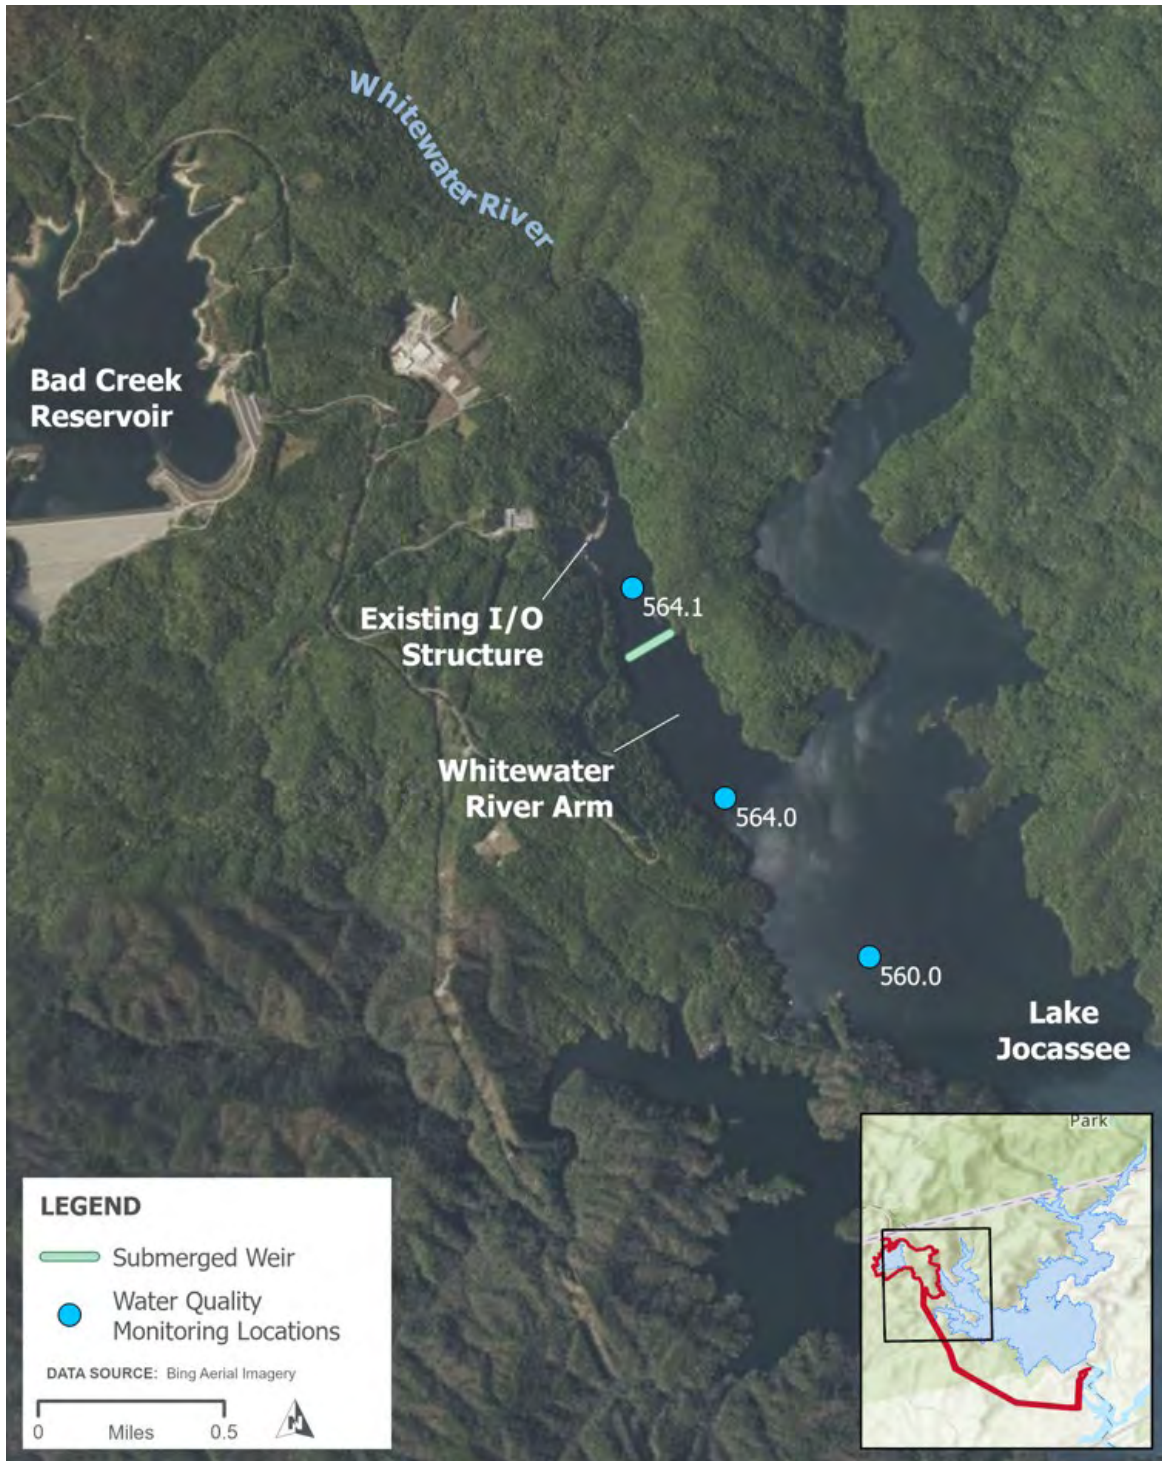 Whitewater River
Bad Creek
Reservoir
Existing I/O
Structure
564.1
Whitewater
River Arm
564.0
560.0
Lake
Jocassee
LEGEND
Submerged Weir
Water Quality
Monitoring Locations
DATA SOURCE: Bing Aerial Imagery
0 Miles 0.5
N
Park